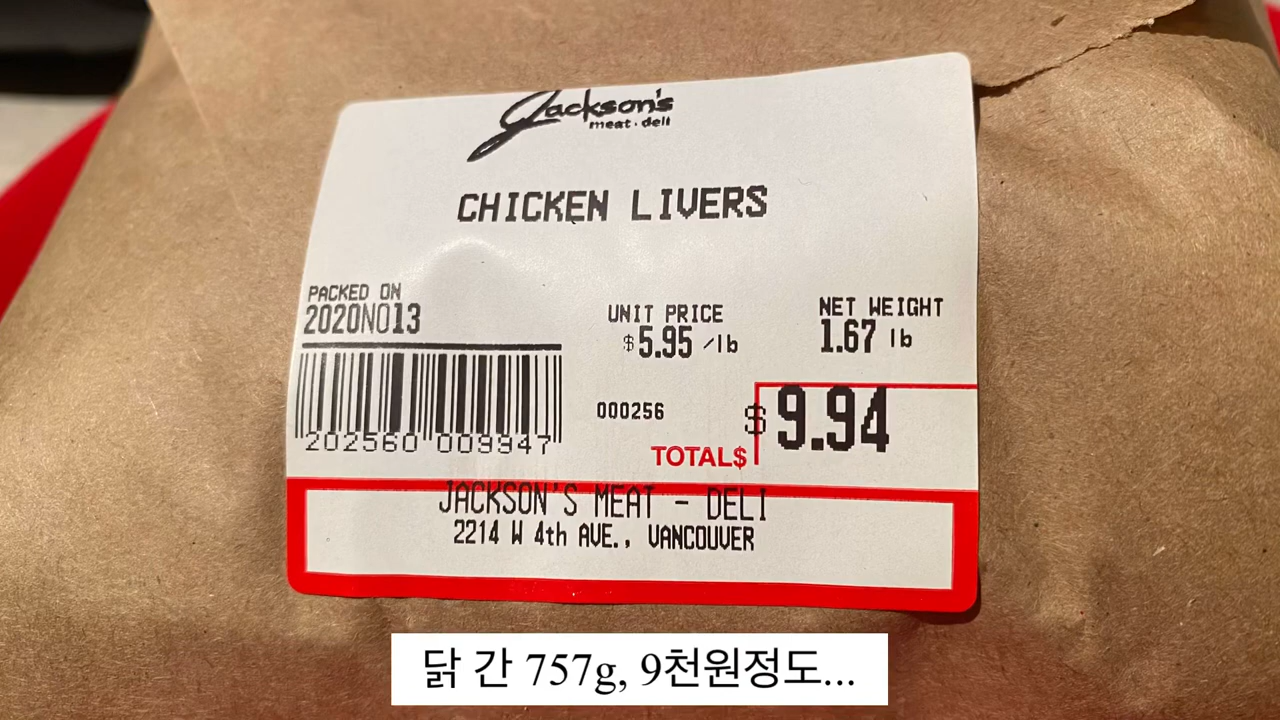 Jackson's
meat · deli
CHICKEN LIVERS
PACKED ON
2020NO13
UNIT PRICE
$5.95 /lb
NET WEIGHT
1.67 lb
202560 009947
000256
TOTAL$
$9.94
JACKSON'S MEAT - DELI
2214 W 4th AVE., VANCOUVER
닭 간 757g, 9천원정도...